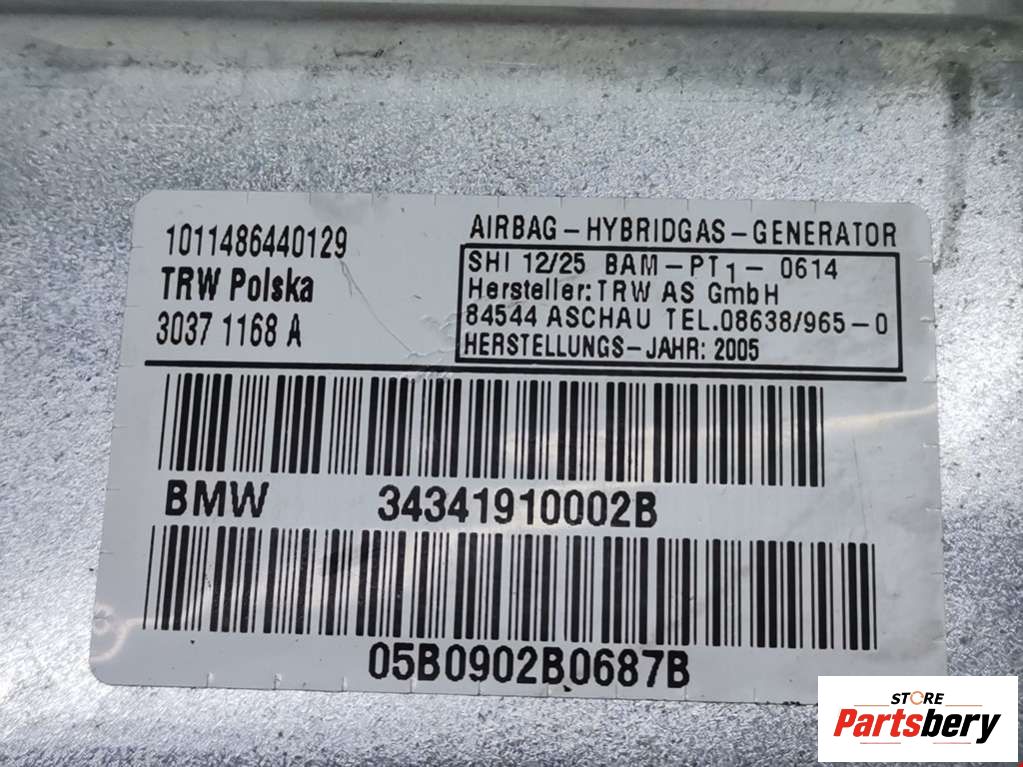 1011486440129
TRW Polska
3037 1168 A
AIRBAG-HYBRIDGAS-GENERATOR
SHI 12/25 BAM-PT1-0614
Hersteller: TRW AS GmbH
84544 ASCHAU TEL.08638/965-0
HERSTELLUNGS-JAHR: 2005
BMW 34341910002B
05B0902B0687B
STORE
Partsbery